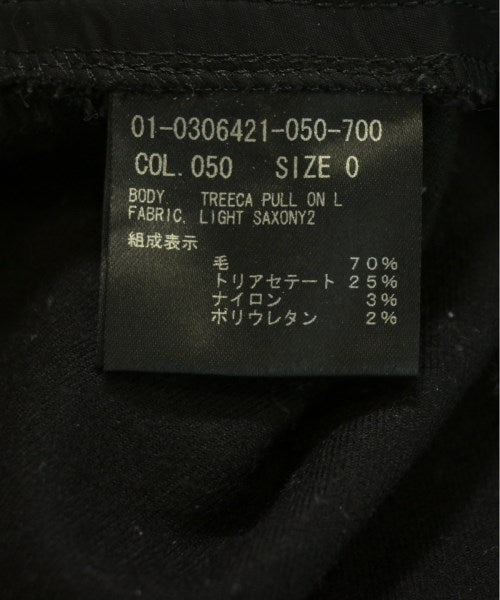 01-0306421-050-700
COL.050 SIZE 0
BODY. TREECA PULL ON L
FABRIC. LIGHT SAXONY2
組成表示
毛 70%
トリアセテート 25%
ナイロン 3%
ポリウレタン 2%